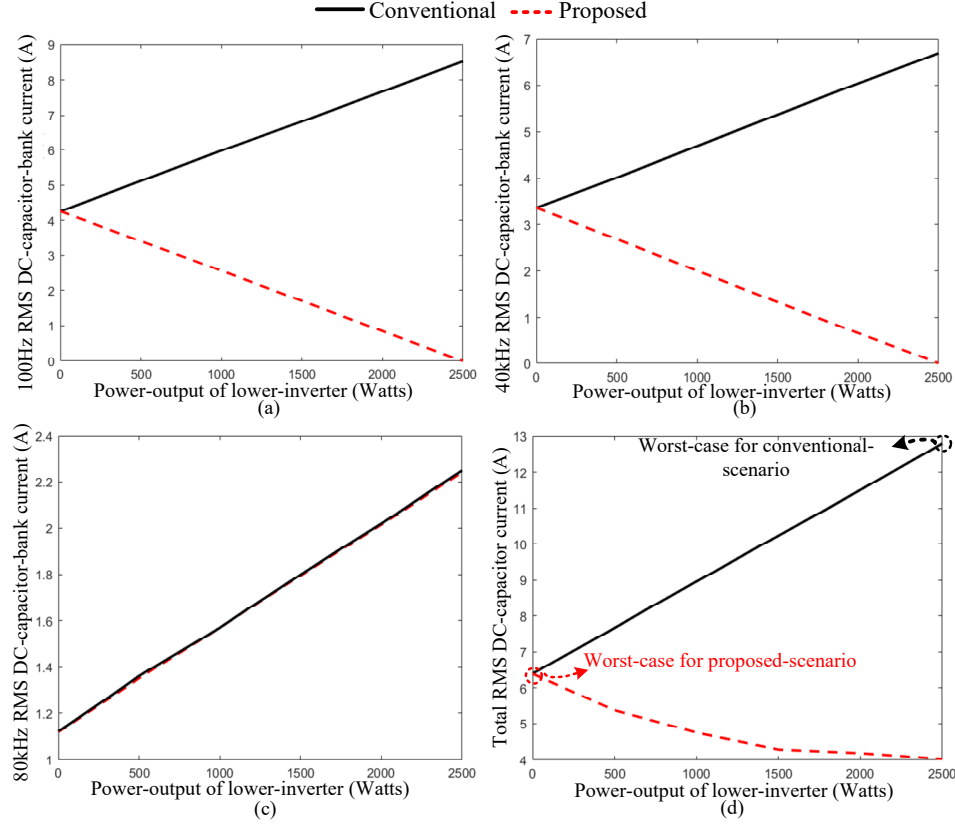 Conventional
Proposed
100Hz RMS DC-capacitor-bank current (A)
9
8
7
6
5
4
3
2
1
0
0 500 1000 1500 2000 2500
Power-output of lower-inverter (Watts)
(a)
40kHz RMS DC-capacitor-bank current (A)
7
6
5
4
3
2
1
0
0 500 1000 1500 2000 2500
Power-output of lower-inverter (Watts)
(b)
80kHz RMS DC-capacitor-bank current (A)
2.4
2.2
2
1.8
1.6
1.4
1.2
1
0 500 1000 1500 2000 2500
Power-output of lower-inverter (Watts)
(c)
Total RMS DC-capacitor current (A)
13
12
11
10
9
8
7
6
5
4
Worst-case for conventional-
scenario
Worst-case for proposed-scenario
0 500 1000 1500 2000 2500
Power-output of lower-inverter (Watts)
(d)